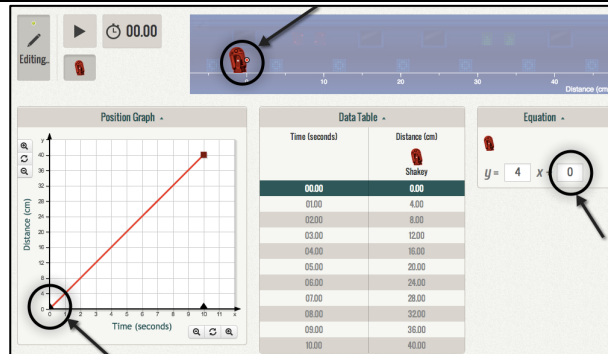 00.00
Editing..
0
10
20
30
40
Distance (cm)
Position Graph
y
40
36
32
28
24
20
16
12
8
4
0
0 1 2 3 4 5 6 7 8 9 10 11 x
Distance (cm)
Time (seconds)
Data Table
Time (seconds) Distance (cm)
Shakey
00.00 0.00
01.00 4.00
02.00 8.00
03.00 12.00
04.00 16.00
05.00 20.00
06.00 24.00
07.00 28.00
08.00 32.00
09.00 36.00
10.00 40.00
Equation
y = 4 x + 0